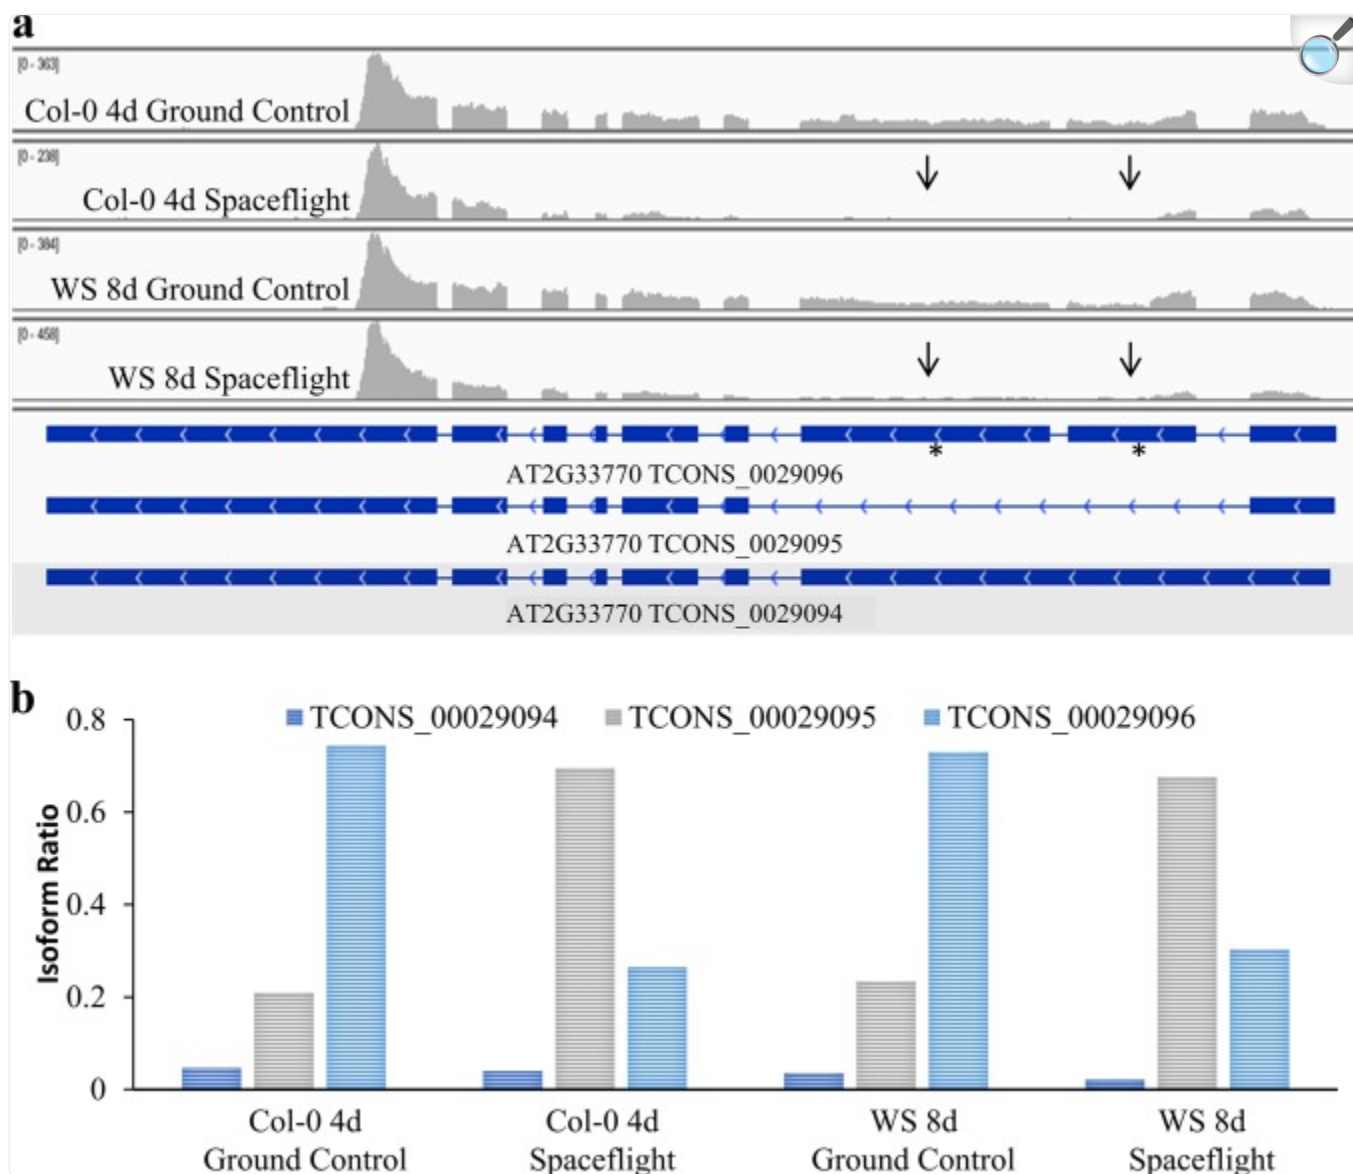 a
[0 - 363]
Col-0 4d Ground Control
[0 - 238]
Col-0 4d Spaceflight
[0 - 384]
WS 8d Ground Control
[0 - 458]
WS 8d Spaceflight
* *
AT2G33770 TCONS_0029096
AT2G33770 TCONS_0029095
AT2G33770 TCONS_0029094
b
TCONS_00029094 TCONS_00029095 TCONS_00029096
0.8
0.6
0.4
0.2
0
Isoform Ratio
Col-0 4d Col-0 4d WS 8d WS 8d
Ground Control Spaceflight Ground Control Spaceflight